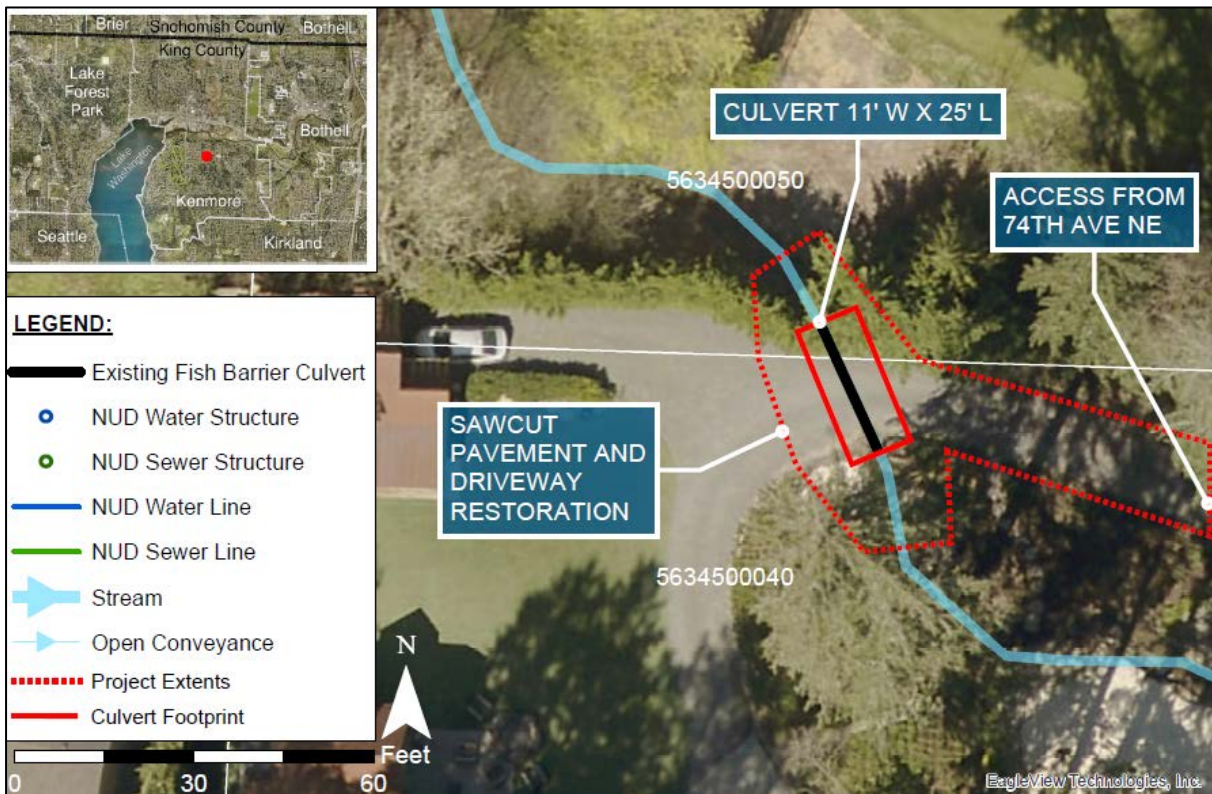 Brier
Snohomish County
Bothell
King County
Lake
Forest
Park
Bothell
Lake
Washington
Kenmore
Seattle
Kirkland
CULVERT 11' W X 25' L
5634500050
ACCESS FROM
74TH AVE NE
LEGEND:
Existing Fish Barrier Culvert
NUD Water Structure
NUD Sewer Structure
NUD Water Line
NUD Sewer Line
Stream
Open Conveyance
Project Extents
Culvert Footprint
SAWCUT
PAVEMENT AND
DRIVEWAY
RESTORATION
5634500040
N
Feet
0 30 60
EagleView Technologies, Inc.